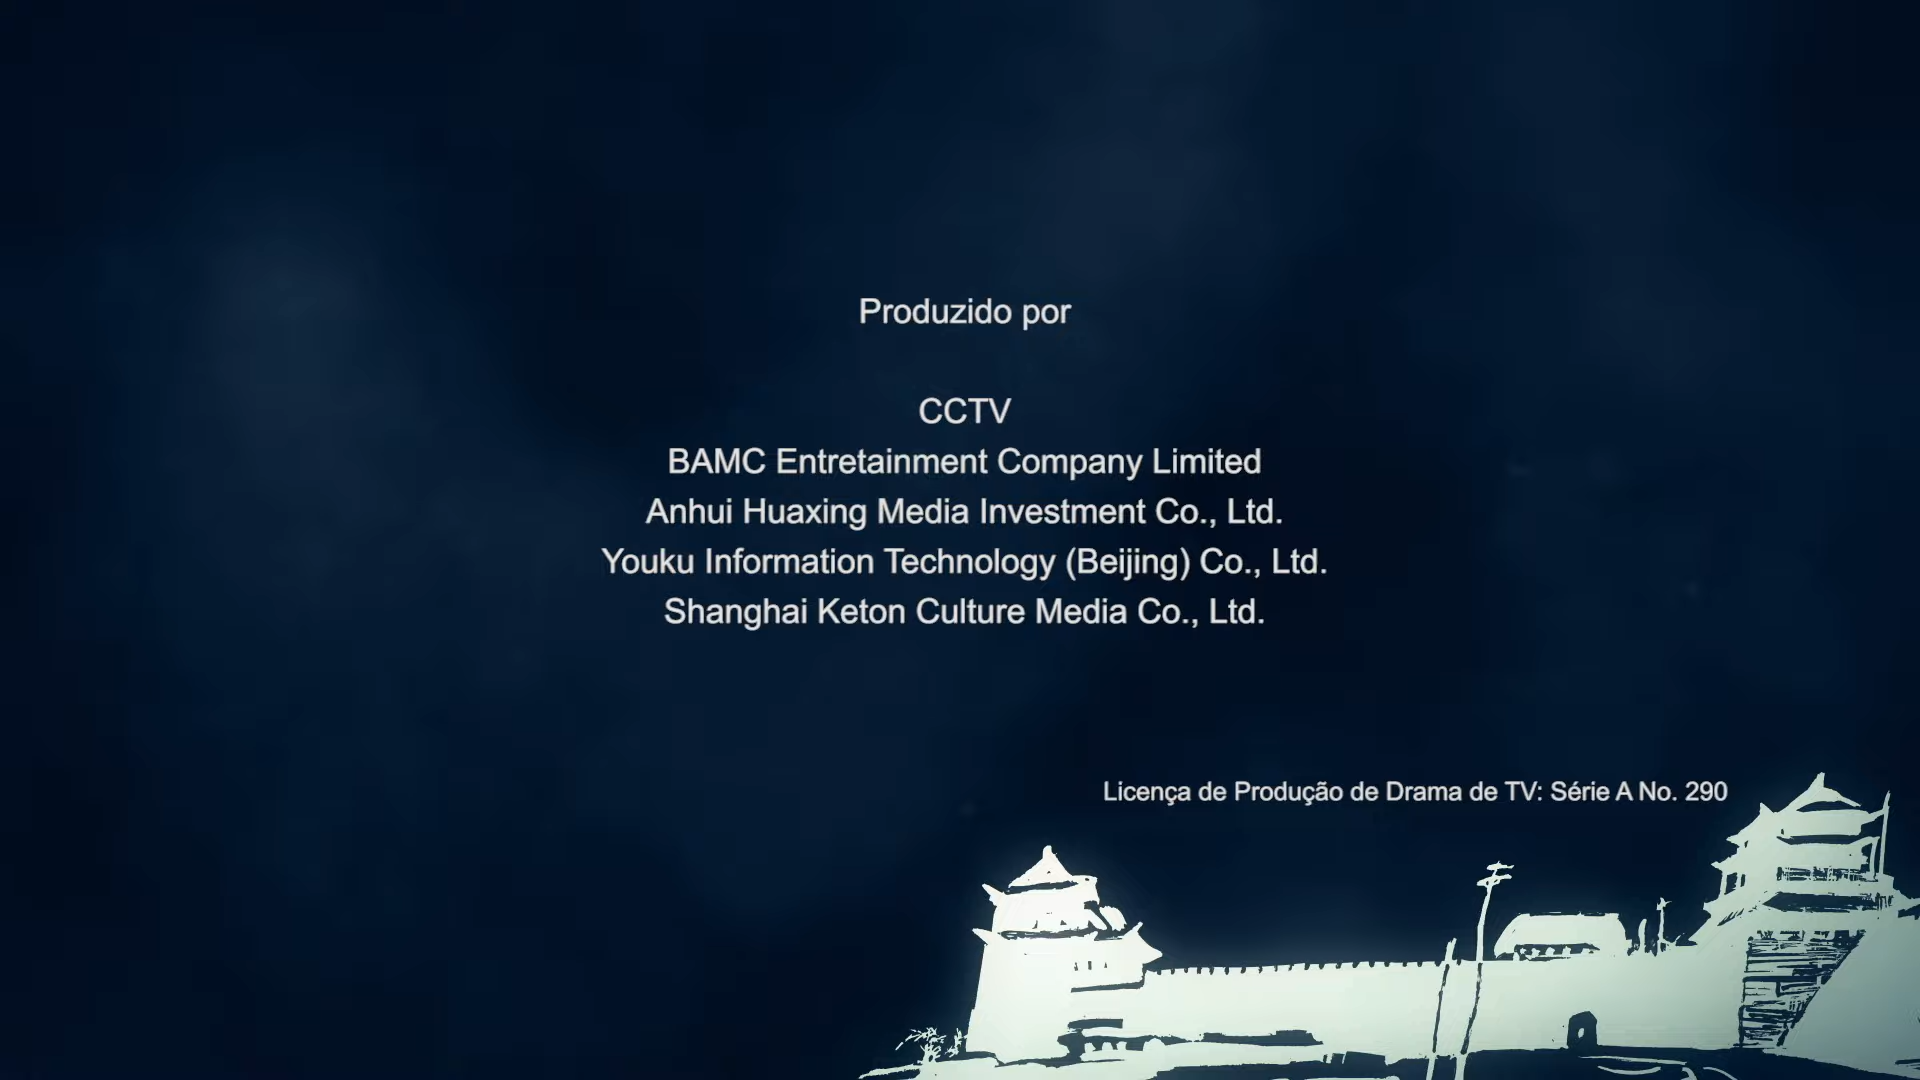 Produzido por
CCTV
BAMC Entretainment Company Limited
Anhui Huaxing Media Investment Co., Ltd.
Youku Information Technology (Beijing) Co., Ltd.
Shanghai Keton Culture Media Co., Ltd.
Licença de Produção de Drama de TV: Série A No. 290